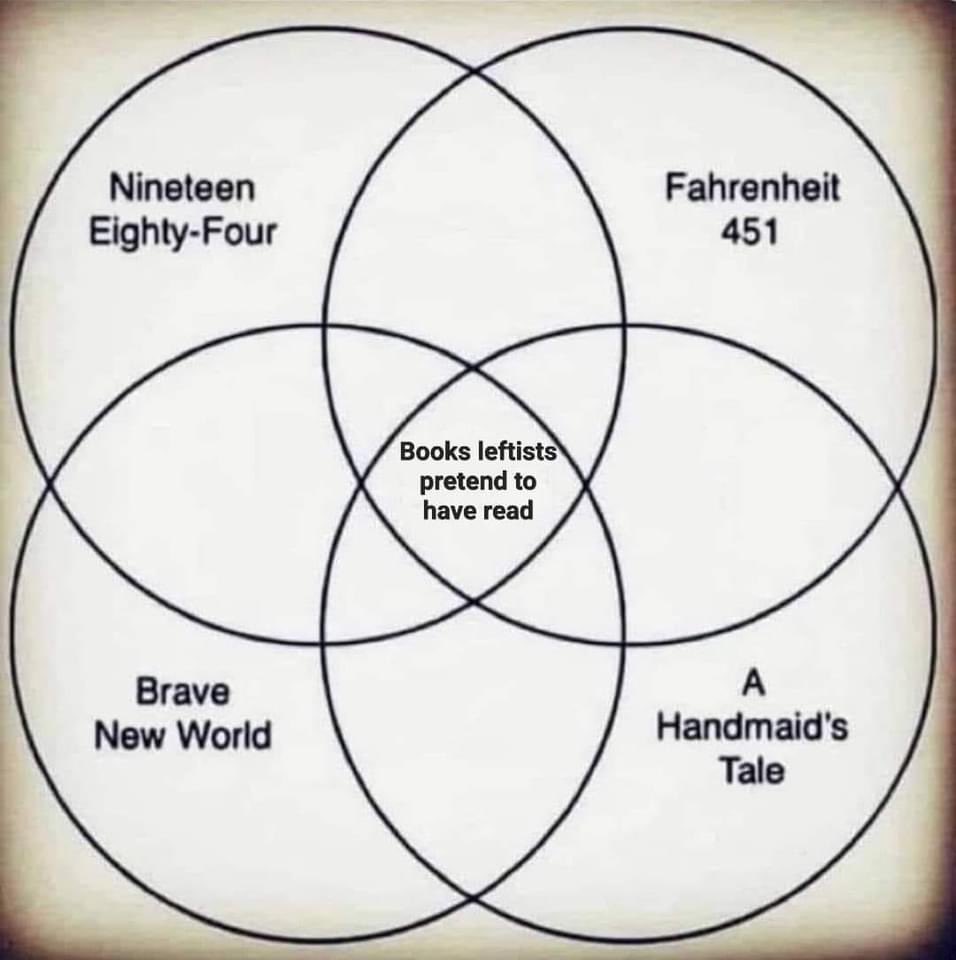 Nineteen
Eighty-Four
Fahrenheit
451
Books leftists
pretend to
have read
Brave
New World
A
Handmaid's
Tale